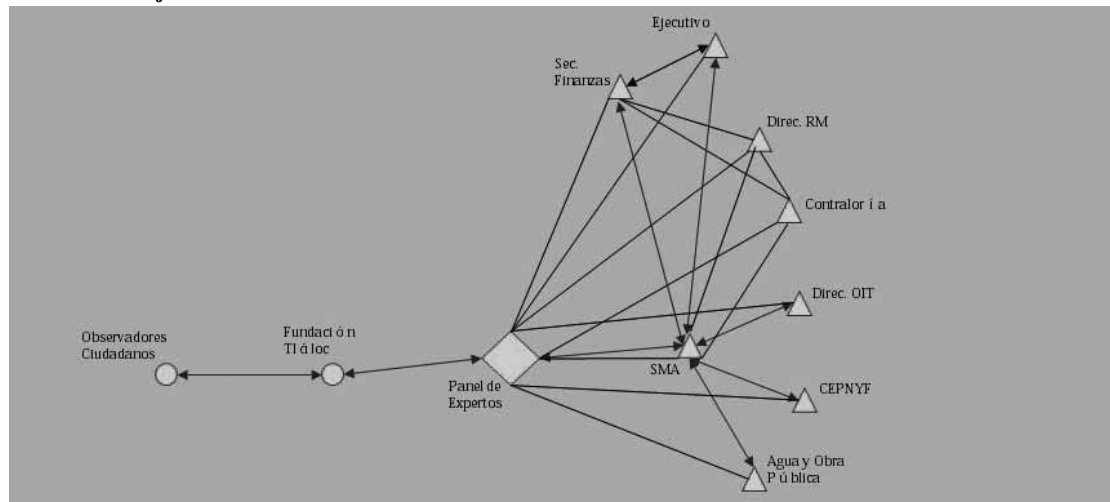 Ejecutivo
Sec.
Finanzas
Direc. RM
Contralor í a
Direc. OIT
Observadores
Ciudadanos
Fundaci ó n
Tl á loc
SMA
Panel de
Expertos
CEPNYF
Agua y Obra
P ú blica